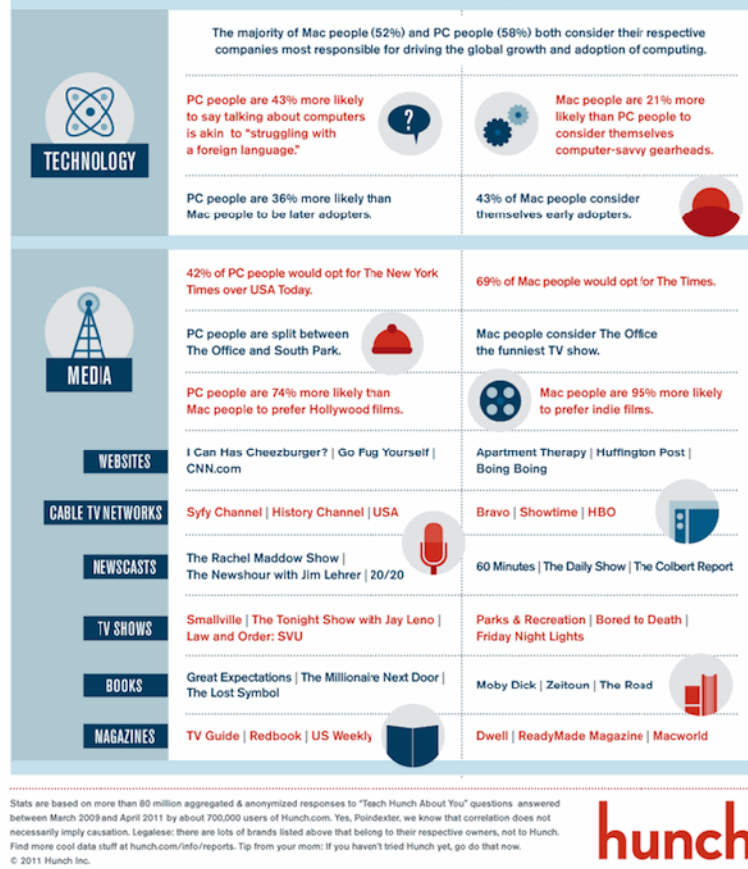 The majority of Mac people (52%) and PC people (58%) both consider their respective
companies most responsible for driving the global growth and adoption of computing.
TECHNOLOGY
PC people are 43% more likely
to say talking about computers
is akin to "struggling with
a foreign language."
?
Mac people are 21% more
likely than PC people to
consider themselves
computer-savvy gearheads.
PC people are 36% more likely than
Mac people to be later adopters.
43% of Mac people consider
themselves early adopters.
MEDIA
42% of PC people would opt for The New York
Times over USA Today.
69% of Mac people would opt for The Times.
PC people are split between
The Office and South Park.
Mac people consider The Office
the funniest TV show.
PC people are 74% more likely than
Mac people to prefer Hollywood films.
Mac people are 95% more likely
to prefer indie films.
WEBSITES
I Can Has Cheezburger? | Go Fug Yourself |
CNN.com
Apartment Therapy | Huffington Post |
Boing Boing
CABLE TV NETWORKS
Syfy Channel | History Channel | USA
Bravo | Showtime | HBO
NEWSCASTS
The Rachel Maddow Show |
The Newshour with Jim Lehrer | 20/20
60 Minutes | The Daily Show | The Colbert Report
TV SHOWS
Smallville | The Tonight Show with Jay Leno |
Law and Order: SVU
Parks & Recreation | Bored to Death |
Friday Night Lights
BOOKS
Great Expectations | The Millionaire Next Door |
The Lost Symbol
Moby Dick | Zeitoun | The Road
MAGAZINES
TV Guide | Redbook | US Weekly
Dwell | ReadyMade Magazine | Macworld
Stats are based on more than 80 million aggregated & anonymized responses to "Teach Hunch About You" questions answered
between March 2009 and April 2011 by about 700,000 users of Hunch.com. Yes, Poindexter, we know that correlation does not
necessarily imply causation. Legalese: there are lots of brands listed above that belong to their respective owners, not to Hunch.
Find more cool data stuff at hunch.com/info/reports. Tip from your mom: If you haven't tried Hunch yet, go do that now.
© 2011 Hunch Inc.
hunch